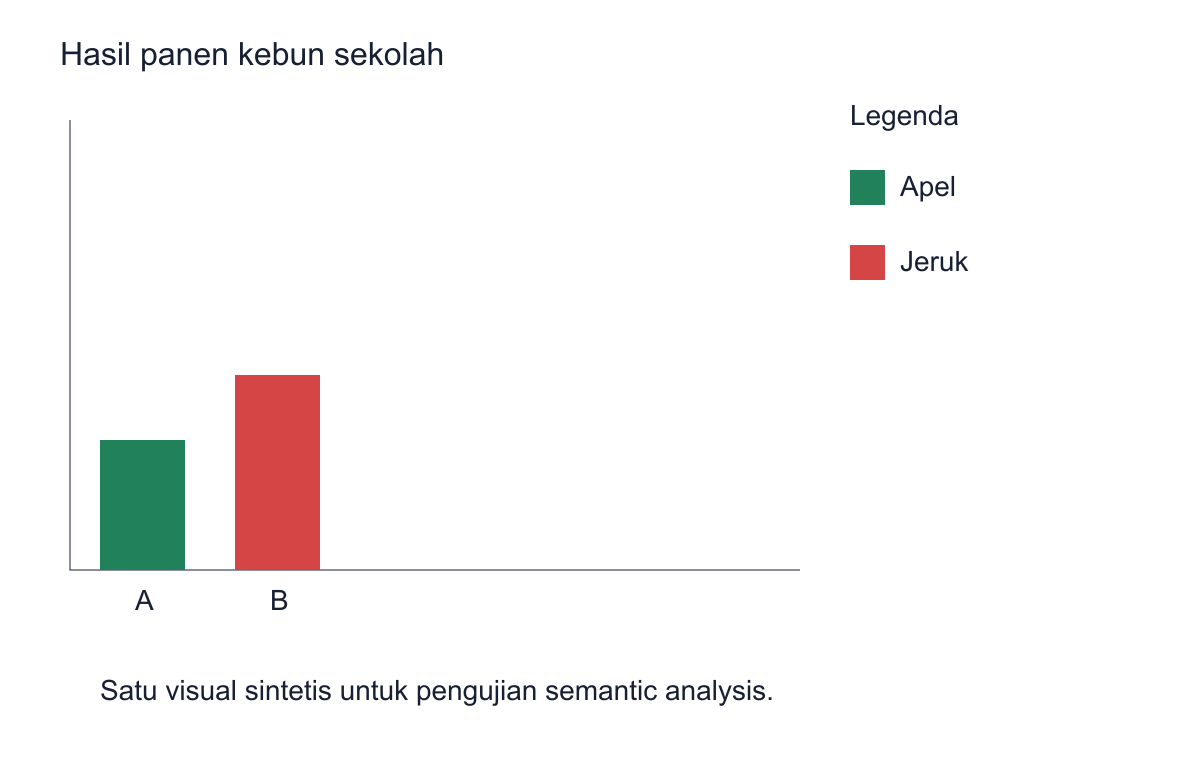 Hasil panen kebun sekolah
Legenda
Apel
Jeruk
A
B
Satu visual sintetis untuk pengujian semantic analysis.